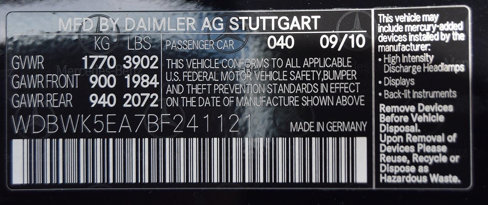 MFD BY DAIMLER AG STUTTGART
KG LBS PASSENGER CAR 040 09/10
GVWR 1770 3902 THIS VEHICLE CONFORMS TO ALL APPLICABLE
GAWR FRONT 900 1984 U.S. FEDERAL MOTOR VEHICLE SAFETY,BUMPER
AND THEFT PREVENTION STANDARDS IN EFFECT
GAWR REAR 940 2072 ON THE DATE OF MANUFACTURE SHOWN ABOVE
WDBWK5EA7BF241121 MADE IN GERMANY
This vehicle may
include mercury-added
devices installed by the
manufacturer:
• High Intensity
Discharge Headlamps
• Displays
• Back-lit Instruments
Remove Devices
Before Vehicle
Disposal.
Upon Removal of
Devices Please
Reuse, Recycle or
Dispose as
Hazardous Waste.